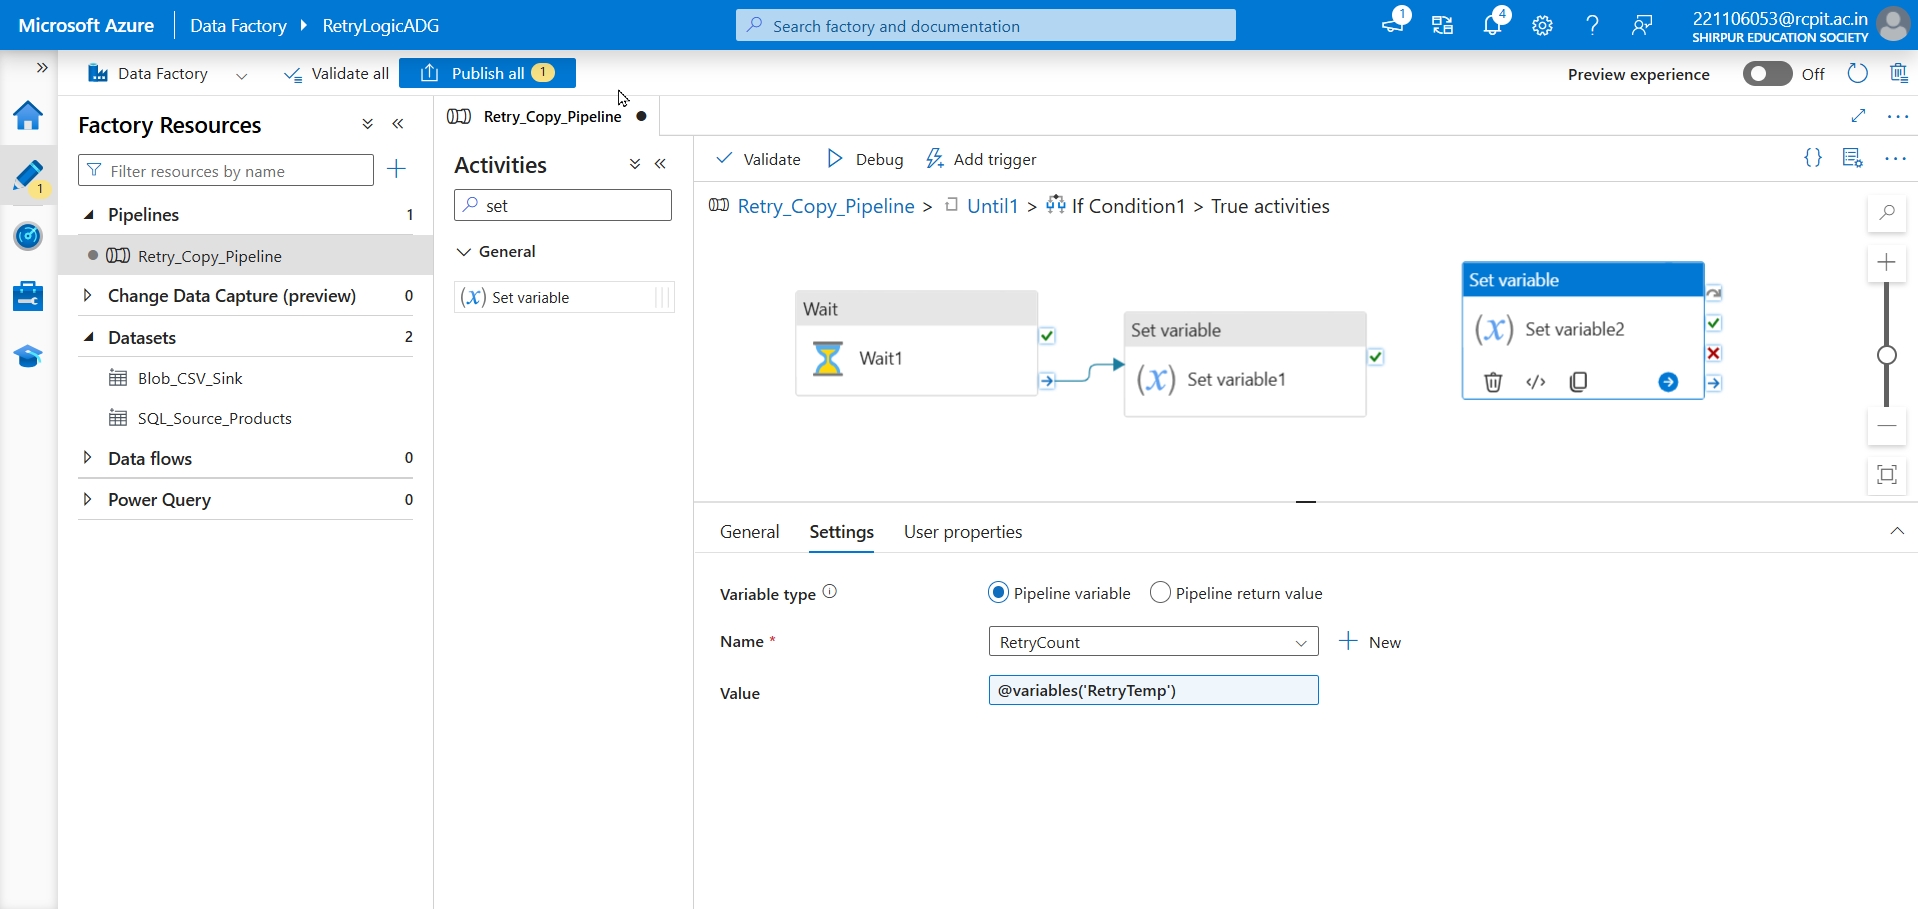 Microsoft Azure
Data Factory
RetryLogicADG
Search factory and documentation
1
4
221106053@rcpit.ac.in
SHIRPUR EDUCATION SOCIETY
Data Factory
Validate all
Publish all 1
Preview experience
Off
1
Factory Resources
Filter resources by name
Pipelines 1
Retry_Copy_Pipeline
Change Data Capture (preview) 0
Datasets 2
Blob_CSV_Sink
SQL_Source_Products
Data flows 0
Power Query 0
Retry_Copy_Pipeline
Activities
set
General
(x) Set variable
Validate
Debug
Add trigger
{}
Retry_Copy_Pipeline > Until1 > If Condition1 > True activities
Wait
Wait1
Set variable
(x) Set variable1
Set variable
(x) Set variable2
</>
General
Settings
User properties
Variable type
Pipeline variable
Pipeline return value
Name *
RetryCount
New
Value
@variables('RetryTemp')